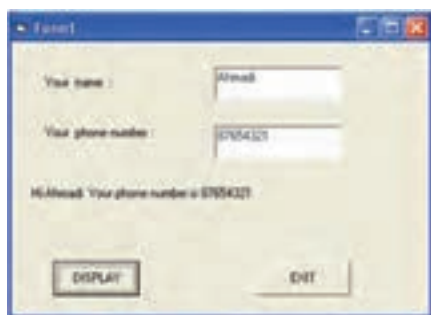 Form1
Your name : Ahmadi
Your phone number : 87654321
Hi Ahmadi. Your phone number is 87654321
DISPLAY EXIT